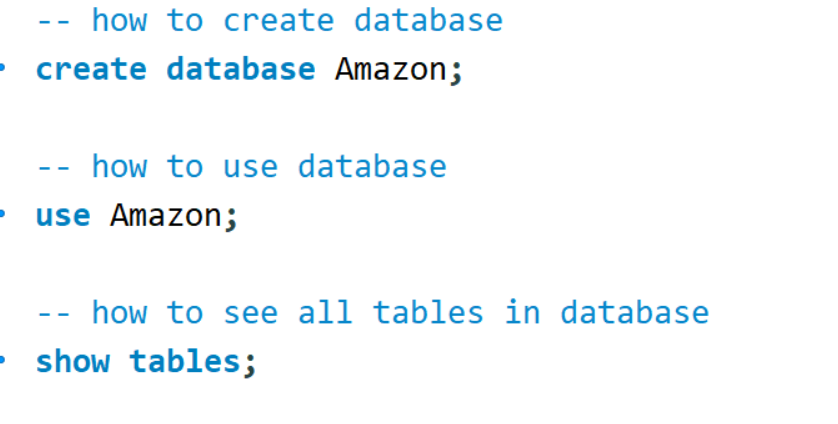 -- how to create database
create database Amazon;
-- how to use database
use Amazon;
-- how to see all tables in database
show tables;